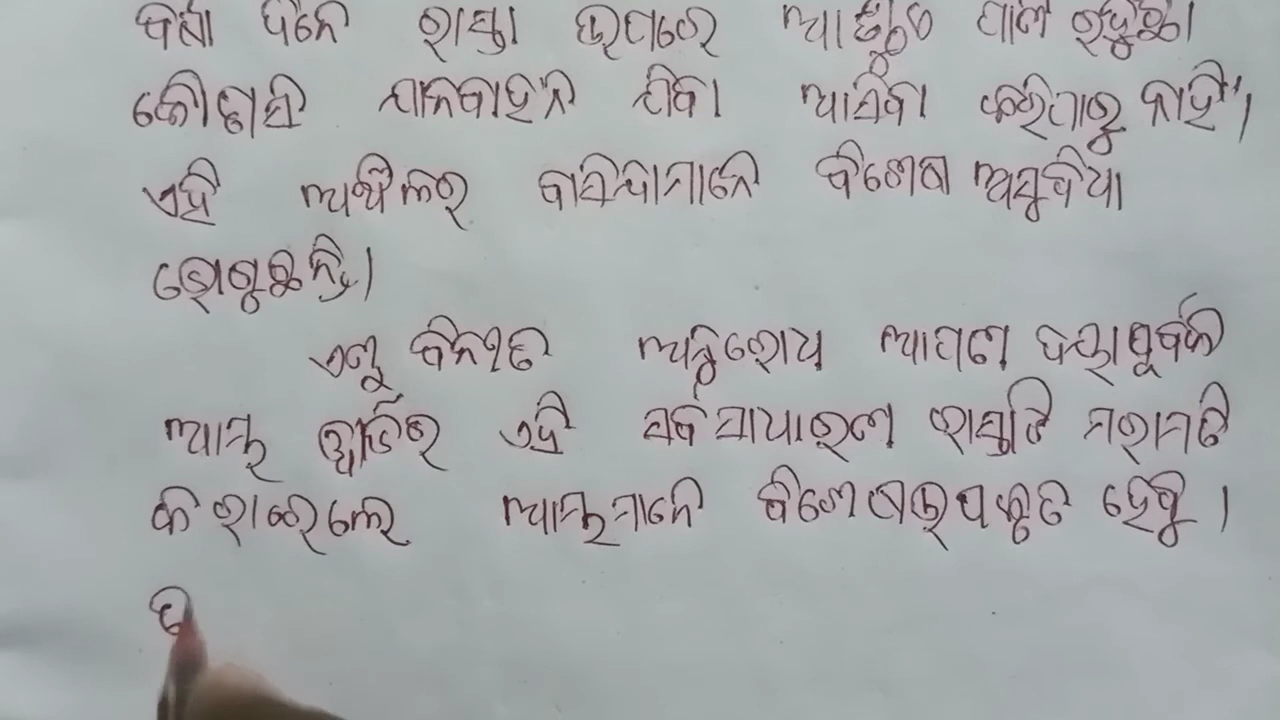 ବର୍ଷା ଦିନେ ରାସ୍ତା ଉପରେ ଆଣ୍ଠୁଏ ପାଣି ରହୁଛି।
କୌଣସି ଯାନବାହନ ଯିବା ଆସିବା କରିପାରୁ ନାହିଁ।
ଏହି ଅଞ୍ଚଳର ବାସିନ୍ଦାମାନେ ବିଶେଷ ଅସୁବିଧା
ଭୋଗୁଛନ୍ତି।
ଏଣୁ ବିନୀତ ଅନୁରୋଧ ଆପଣ ଦୟାପୂର୍ବକ
ଆମ୍ଭ ୱାର୍ଡର ଏହି ସର୍ବସାଧାରଣ ରାସ୍ତାଟି ମରାମତି
କରାଇଲେ ଆମ୍ଭମାନେ ବିଶେଷ ଉପକୃତ ହେବୁ ।